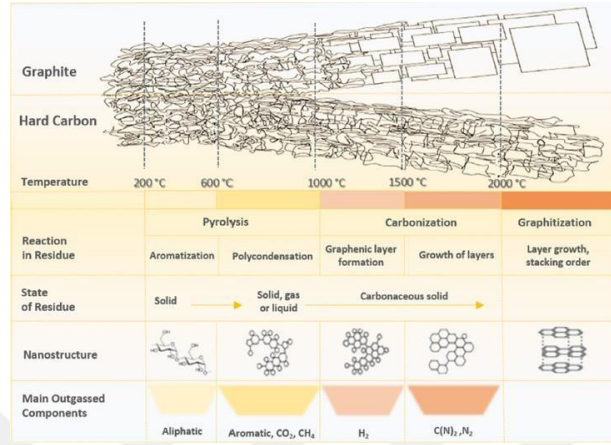 Graphite
Hard Carbon
Temperature
200 °C
600 °C
1000 °C
1500 °C
2000 °C
Pyrolysis
Carbonization
Graphitization
Reaction
in Residue
Aromatization
Polycondensation
Graphenic layer
formation
Growth of layers
Layer growth,
stacking order
State
of Residue
Solid
Solid, gas
or liquid
Carbonaceous solid
Nanostructure
Main Outgassed
Components
Aliphatic
Aromatic, CO₂, CH₄
H₂
C(N)₂ ,N₂